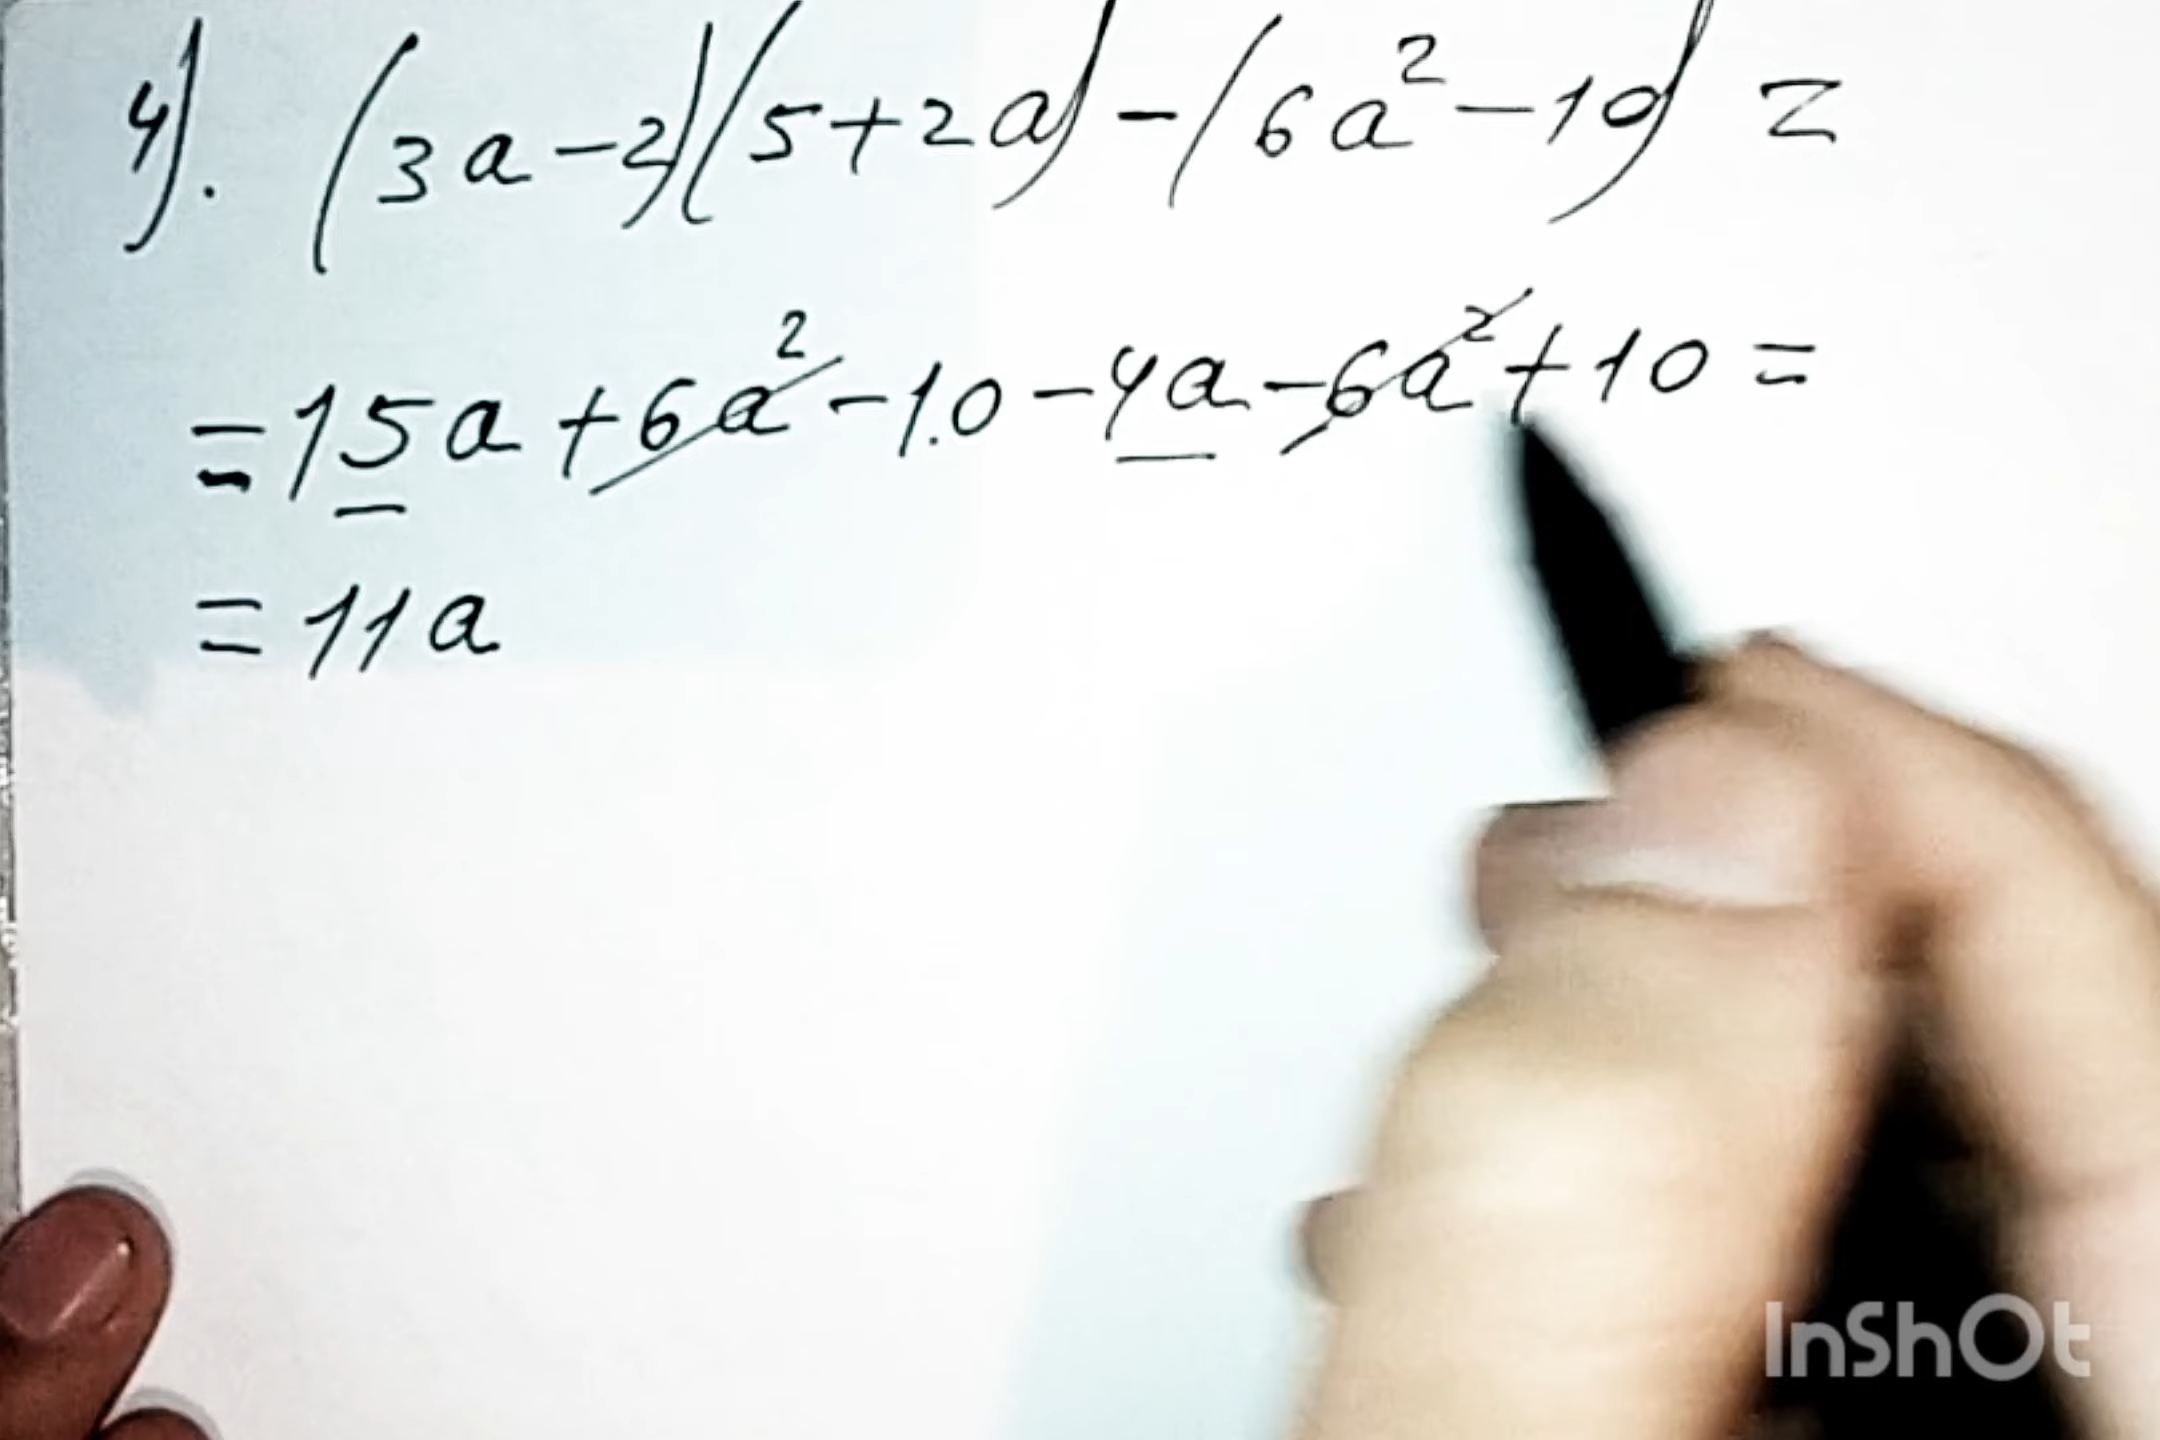 4). (3a-2)(5+2a)-(6a²-10) =
=15a+6a²-10-4a-6a²+10=
=11a
InShOt